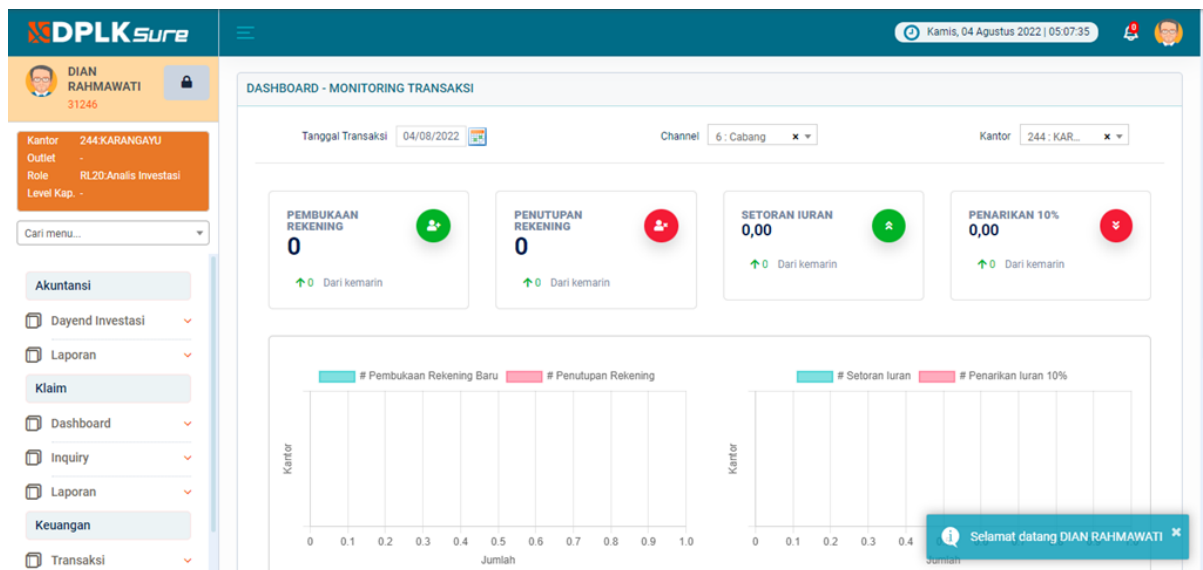 DPLK sure
Kamis, 04 Agustus 2022 | 05:07:35
DIAN
RAHMAWATI
31246
Kantor 244:KARANGAYU
Outlet -
Role RL20:Analis Investasi
Level Kap. -
Cari menu...
Akuntansi
Dayend Investasi
Laporan
Klaim
Dashboard
Inquiry
Laporan
Keuangan
Transaksi
DASHBOARD - MONITORING TRANSAKSI
Tanggal Transaksi 04/08/2022
Channel 6 : Cabang x
Kantor 244 : KAR... x
PEMBUKAAN
REKENING
0
0 Dari kemarin
PENUTUPAN
REKENING
0
0 Dari kemarin
SETORAN IURAN
0,00
0 Dari kemarin
PENARIKAN 10%
0,00
0 Dari kemarin
# Pembukaan Rekening Baru # Penutupan Rekening
Kantor
0 0.1 0.2 0.3 0.4 0.5 0.6 0.7 0.8 0.9 1.0
Jumlah
# Setoran Iuran # Penarikan Iuran 10%
Kantor
0 0.1 0.2 0.3 0.4
Jumlah
Selamat datang DIAN RAHMAWATI x